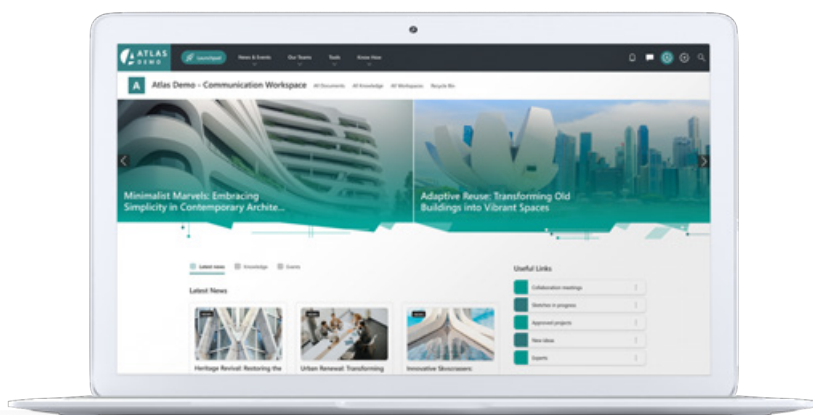 ATLAS
DEMO
Launchpad
News & Events
Our Teams
Tools
Know How
A
Atlas Demo - Communication Workspace
All Documents
All Knowledge
All Workspaces
Recycle Bin
Minimalist Marvels: Embracing
Simplicity in Contemporary Archite...
Adaptive Reuse: Transforming Old
Buildings into Vibrant Spaces
Latest news
Knowledge
Events
Useful Links
Latest News
Collaboration meetings
Sketches in progress
Approved projects
New ideas
Experts
Heritage Revival: Restoring the
Urban Renewal: Transforming
Innovative Skyscrapers: